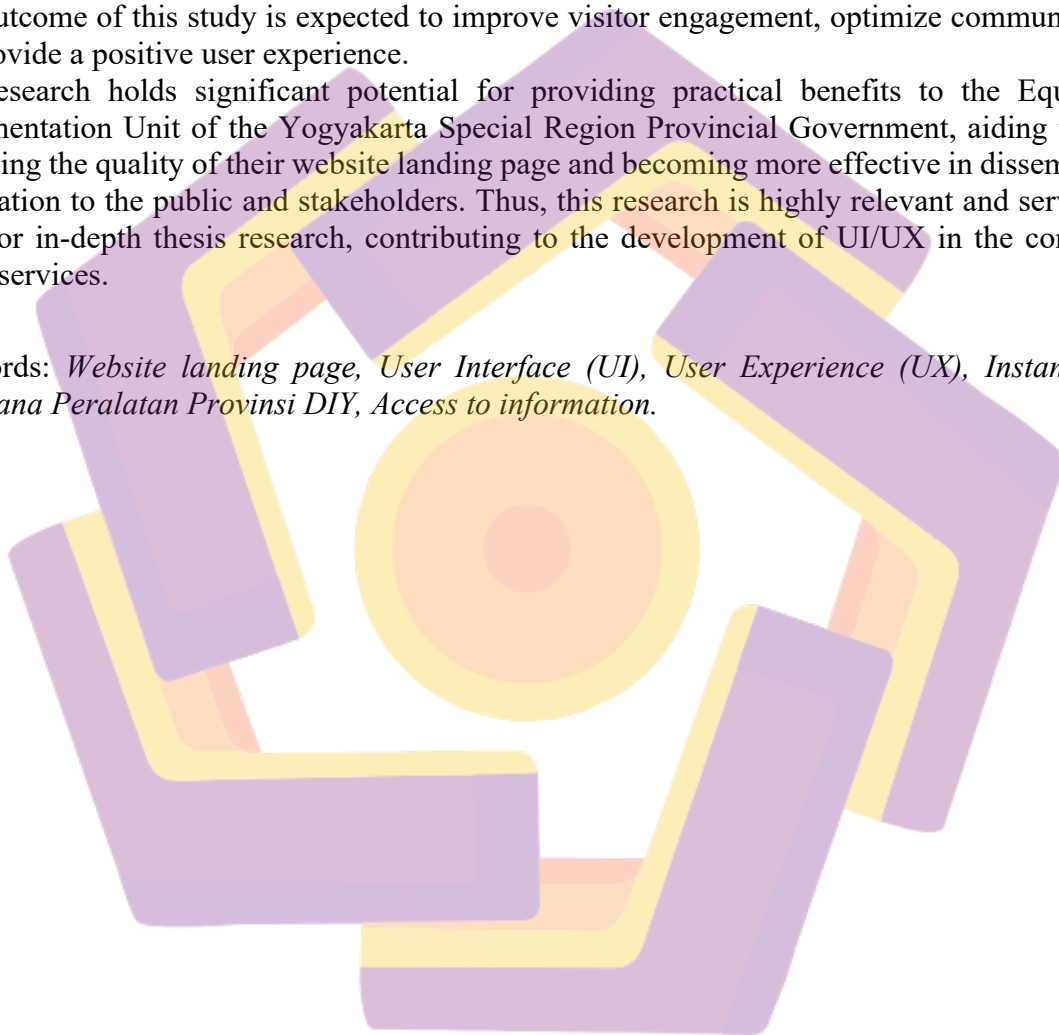 utcome of this study is expected to improve visitor engagement, optimize commun
ovide a positive user experience.
esearch holds significant potential for providing practical benefits to the Equ
mentation Unit of the Yogyakarta Special Region Provincial Government, aiding
ing the quality of their website landing page and becoming more effective in dissem
ation to the public and stakeholders. Thus, this research is highly relevant and serv
or in-depth thesis research, contributing to the development of UI/UX in the cor
services.
ords: Website landing page, User Interface (UI), User Experience (UX), Instan
ana Peralatan Provinsi DIY, Access to information.